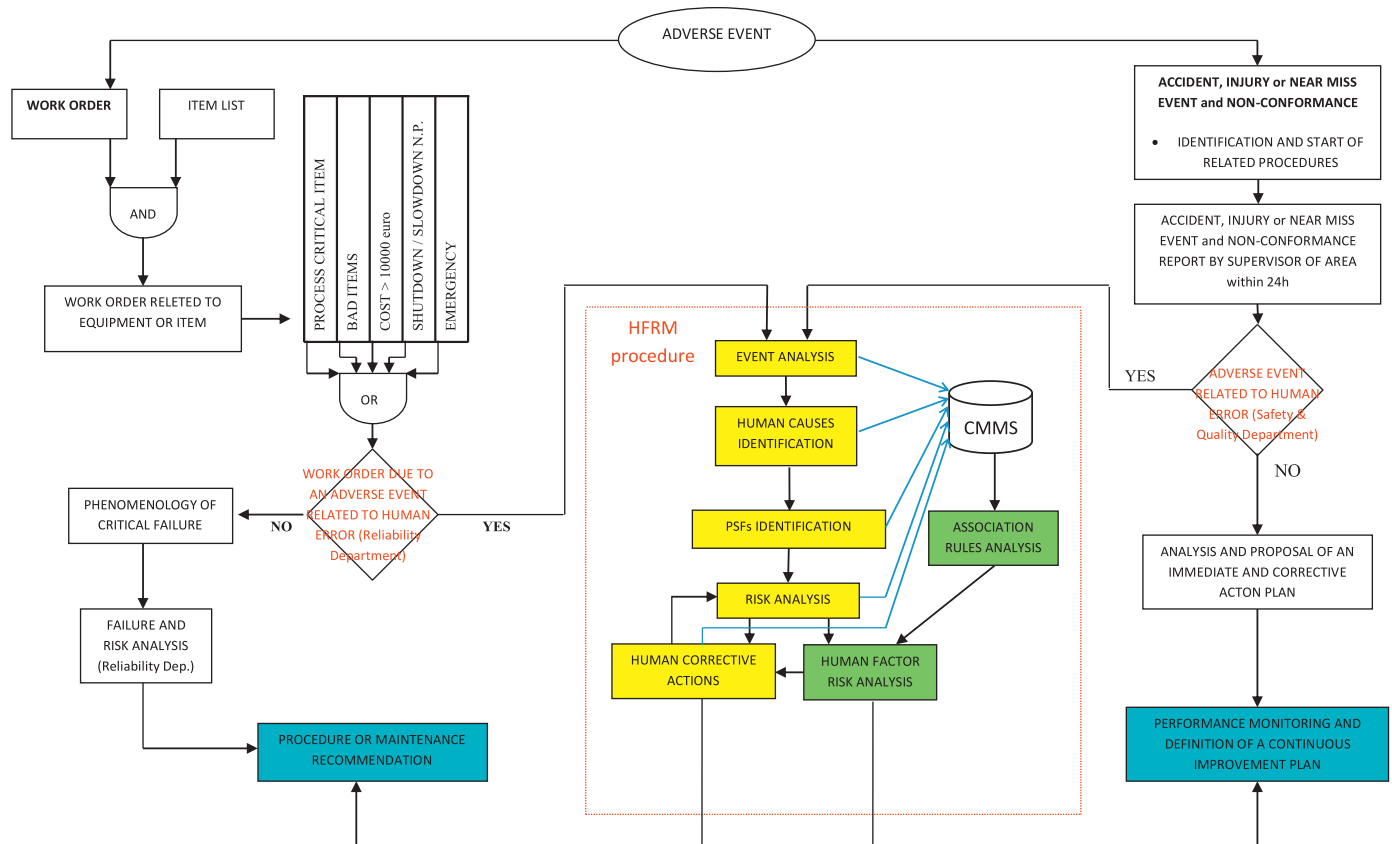 ADVERSE EVENT
WORK ORDER
ITEM LIST
AND
WORK ORDER RELETED TO
EQUIPMENT OR ITEM
PROCESS CRITICAL ITEM
BAD ITEMS
COST > 10000 euro
SHUTDOWN / SLOWDOWN N.P.
EMERGENCY
OR
WORK ORDER DUE TO
AN ADVERSE EVENT
RELATED TO HUMAN
ERROR (Reliability
Department)
NO
YES
PHENOMENOLOGY OF
CRITICAL FAILURE
FAILURE AND
RISK ANALYSIS
(Reliability Dep.)
PROCEDURE OR MAINTENANCE
RECOMMENDATION
HFRM
procedure
EVENT ANALYSIS
HUMAN CAUSES
IDENTIFICATION
PSFs IDENTIFICATION
RISK ANALYSIS
HUMAN CORRECTIVE
ACTIONS
HUMAN FACTOR
RISK ANALYSIS
CMMS
ASSOCIATION
RULES ANALYSIS
ACCIDENT, INJURY or NEAR MISS
EVENT and NON-CONFORMANCE
• IDENTIFICATION AND START OF
RELATED PROCEDURES
ACCIDENT, INJURY or NEAR MISS
EVENT and NON-CONFORMANCE
REPORT BY SUPERVISOR OF AREA
within 24h
ADVERSE EVENT
RELATED TO HUMAN
ERROR (Safety &
Quality Department)
YES
NO
ANALYSIS AND PROPOSAL OF AN
IMMEDIATE AND CORRECTIVE
ACTON PLAN
PERFORMANCE MONITORING AND
DEFINITION OF A CONTINUOUS
IMPROVEMENT PLAN